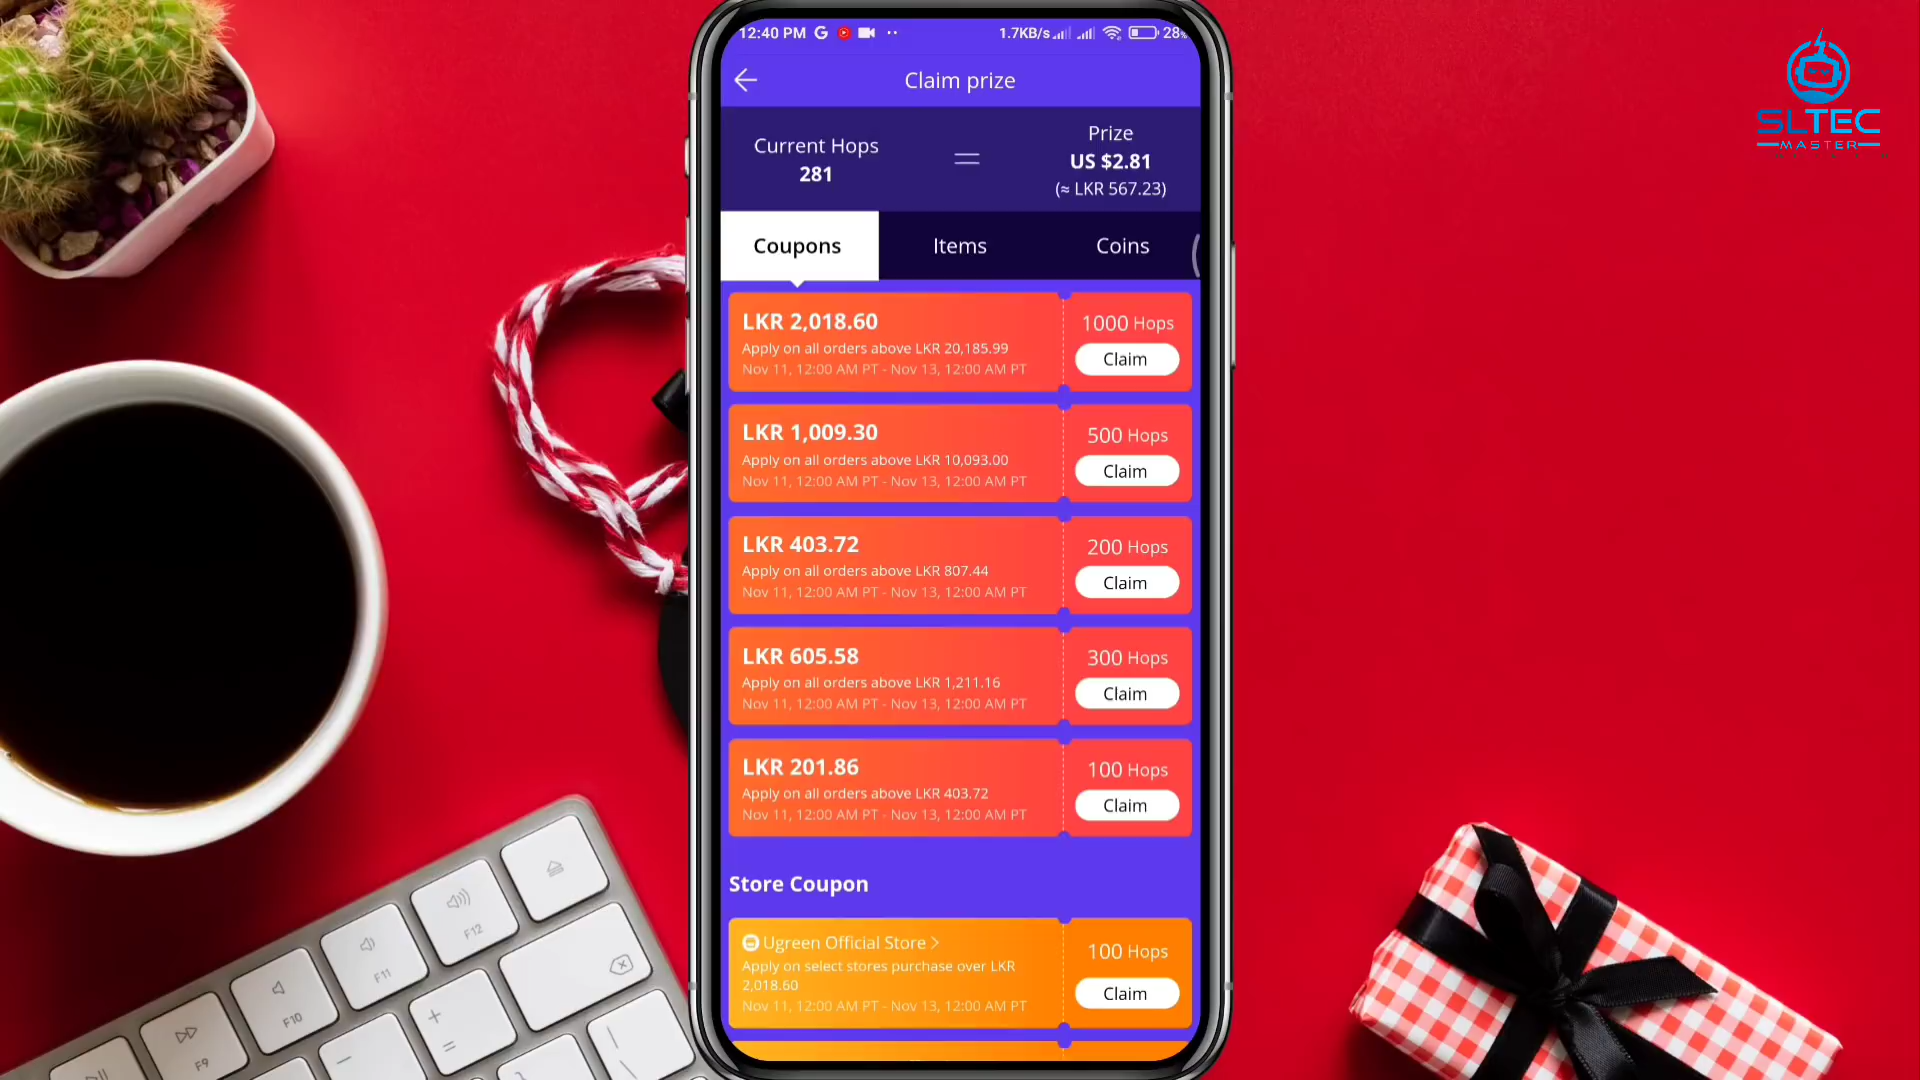 12:40 PM
1.7KB/s
28%
Claim prize
Current Hops
281
Prize
US $2.81
(≈ LKR 567.23)
Coupons
Items
Coins
LKR 2,018.60
Apply on all orders above LKR 20,185.99
Nov 11, 12:00 AM PT - Nov 13, 12:00 AM PT
1000 Hops
Claim
LKR 1,009.30
Apply on all orders above LKR 10,093.00
Nov 11, 12:00 AM PT - Nov 13, 12:00 AM PT
500 Hops
Claim
LKR 403.72
Apply on all orders above LKR 807.44
Nov 11, 12:00 AM PT - Nov 13, 12:00 AM PT
200 Hops
Claim
LKR 605.58
Apply on all orders above LKR 1,211.16
Nov 11, 12:00 AM PT - Nov 13, 12:00 AM PT
300 Hops
Claim
LKR 201.86
Apply on all orders above LKR 403.72
Nov 11, 12:00 AM PT - Nov 13, 12:00 AM PT
100 Hops
Claim
Store Coupon
Ugreen Official Store >
Apply on select stores purchase over LKR
2,018.60
Nov 11, 12:00 AM PT - Nov 13, 12:00 AM PT
100 Hops
Claim
SLTEC
MASTER
F12
F11
F10
F9